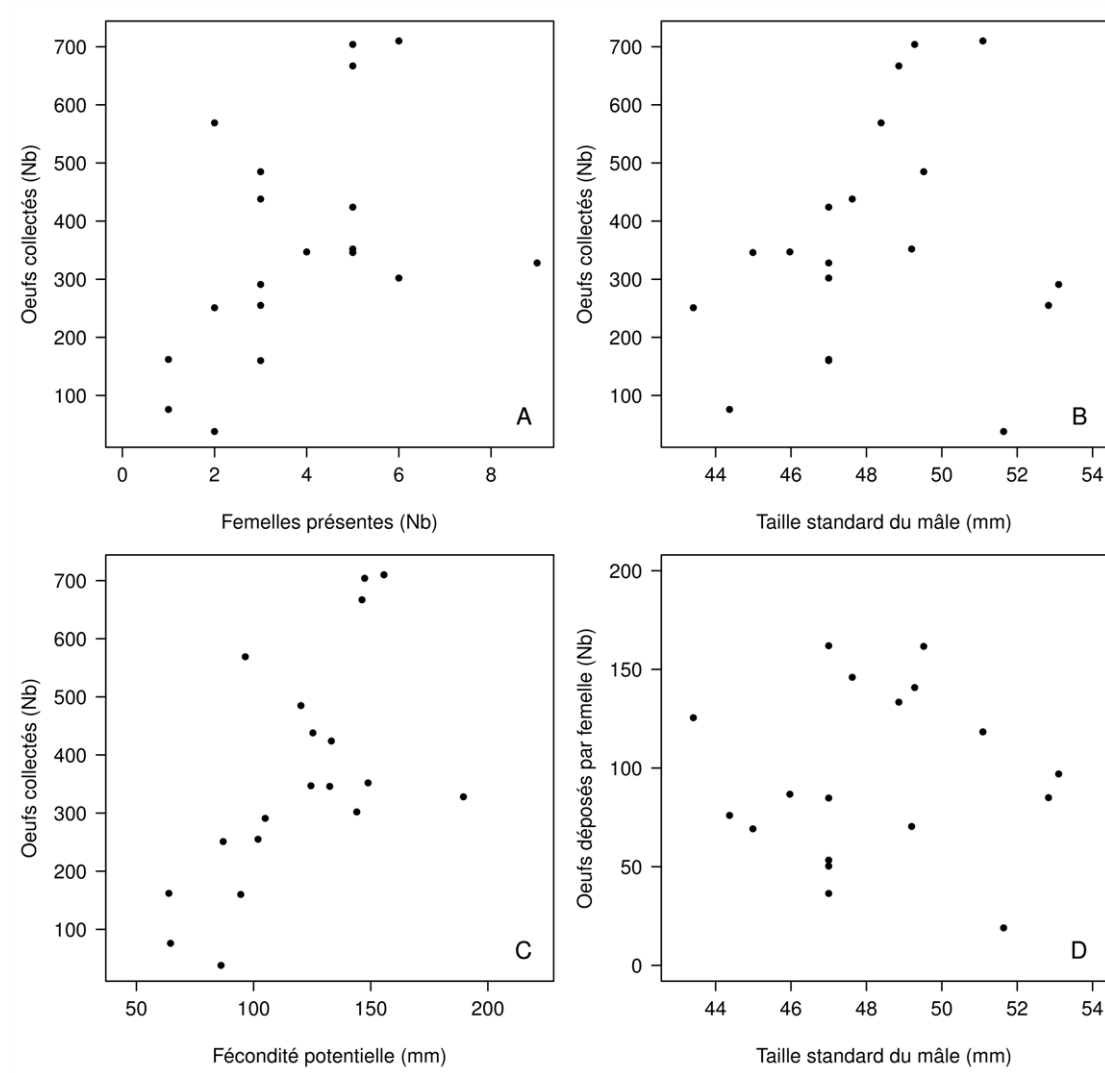 Oeufs collectés (Nb)
700
600
500
400
300
200
100
A
0 2 4 6 8
Femelles présentes (Nb)
Oeufs collectés (Nb)
700
600
500
400
300
200
100
B
44 46 48 50 52 54
Taille standard du mâle (mm)
Oeufs collectés (Nb)
700
600
500
400
300
200
100
C
50 100 150 200
Fécondité potentielle (mm)
Oeufs déposés par femelle (Nb)
200
150
100
50
0
D
44 46 48 50 52 54
Taille standard du mâle (mm)